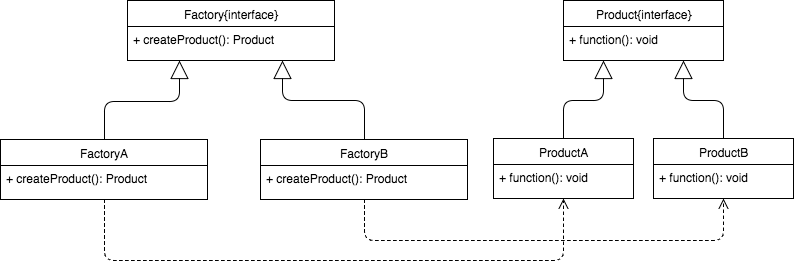 Factory{interface}
+ createProduct(): Product
Product{interface}
+ function(): void
FactoryA
+ createProduct(): Product
FactoryB
+ createProduct(): Product
ProductA
+ function(): void
ProductB
+ function(): void